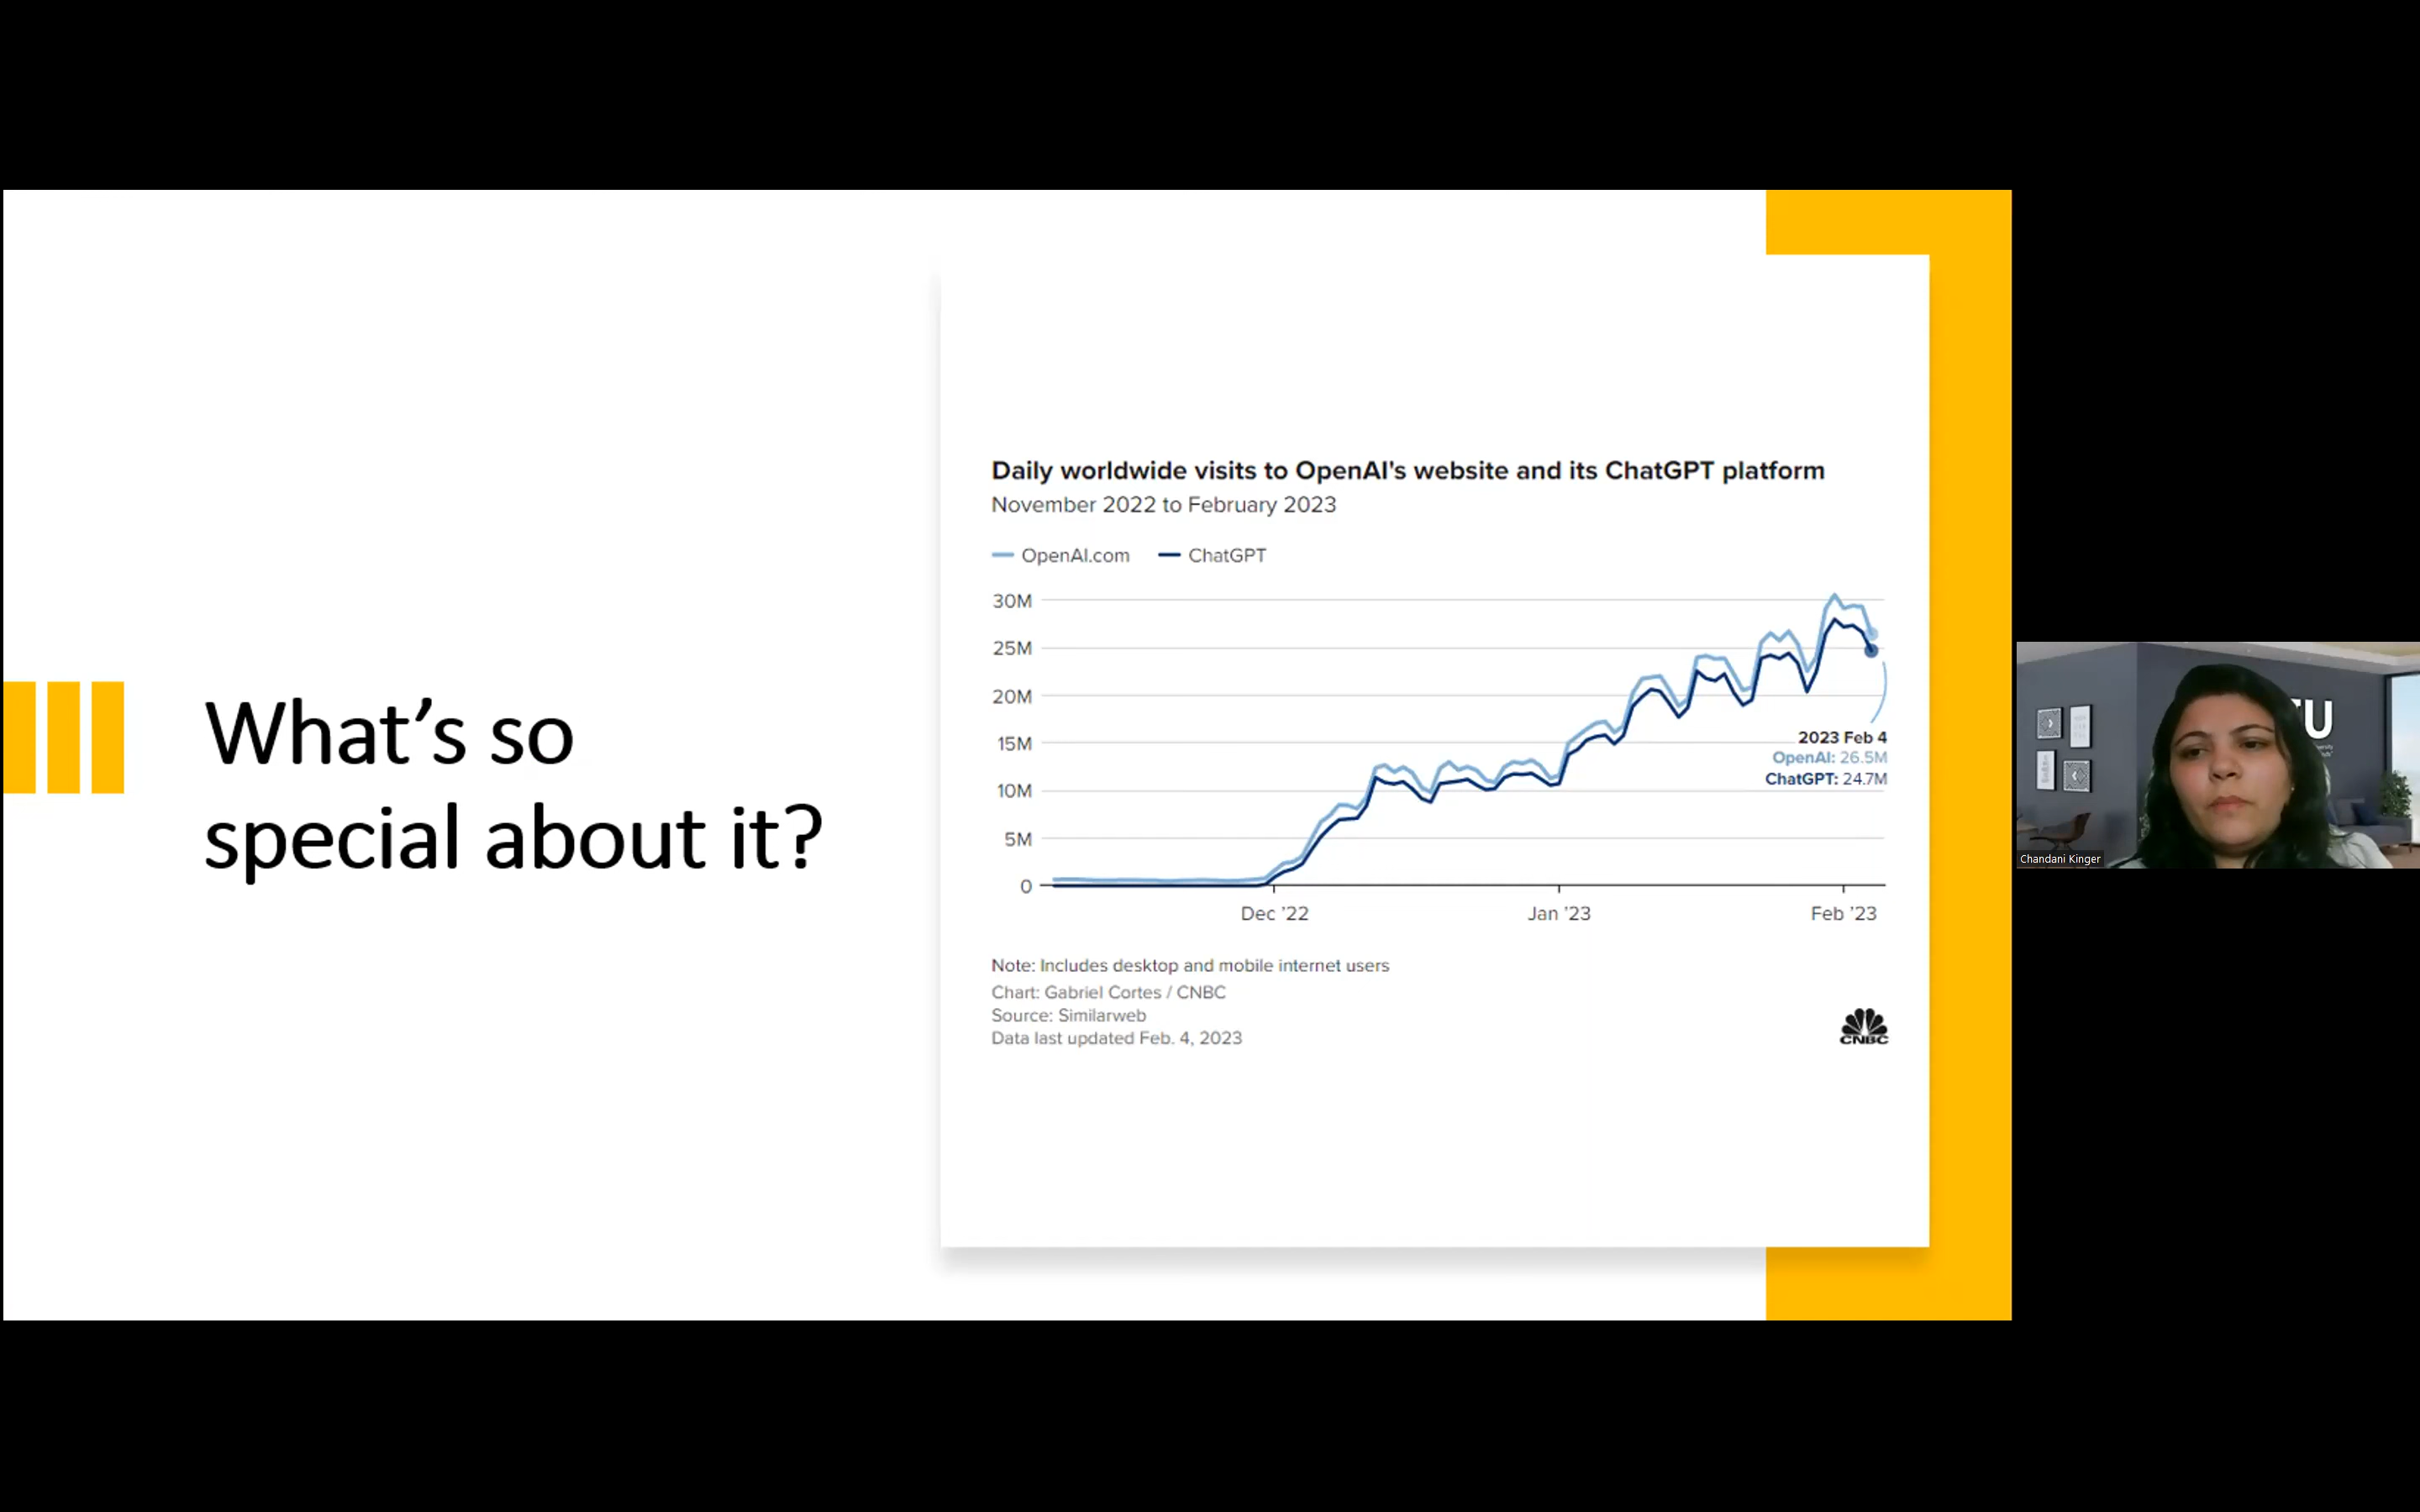 What’s so
special about it?
Daily worldwide visits to OpenAI's website and its ChatGPT platform
November 2022 to February 2023
OpenAI.com ChatGPT
30M
25M
20M
15M
10M
5M
0
2023 Feb 4
OpenAI: 26.5M
ChatGPT: 24.7M
Dec ’22 Jan ’23 Feb ’23
Note: Includes desktop and mobile internet users
Chart: Gabriel Cortes / CNBC
Source: Similarweb
Data last updated Feb. 4, 2023
CNBC
Chandani Kinger